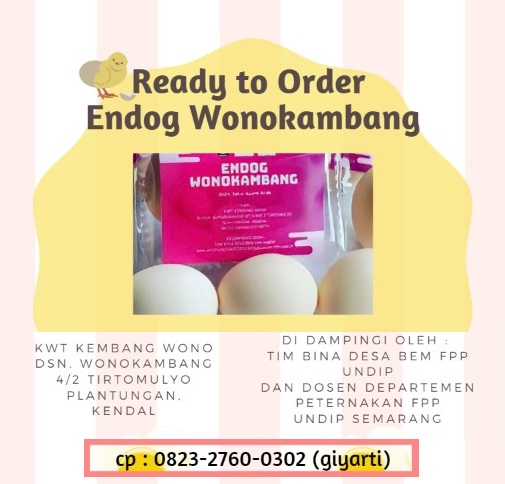 Ready to Order
Endog Wonokambang
ENDOG
WONOKAMBANG
KWT KEMBANG WONO
DSN. WONOKAMBANG
4/2 TIRTOMULYO
PLANTUNGAN,
KENDAL
DI DAMPINGI OLEH :
TIM BINA DESA BEM FPP
UNDIP
DAN DOSEN DEPARTEMEN
PETERNAKAN FPP
UNDIP SEMARANG
cp : 0823-2760-0302 (giyarti)